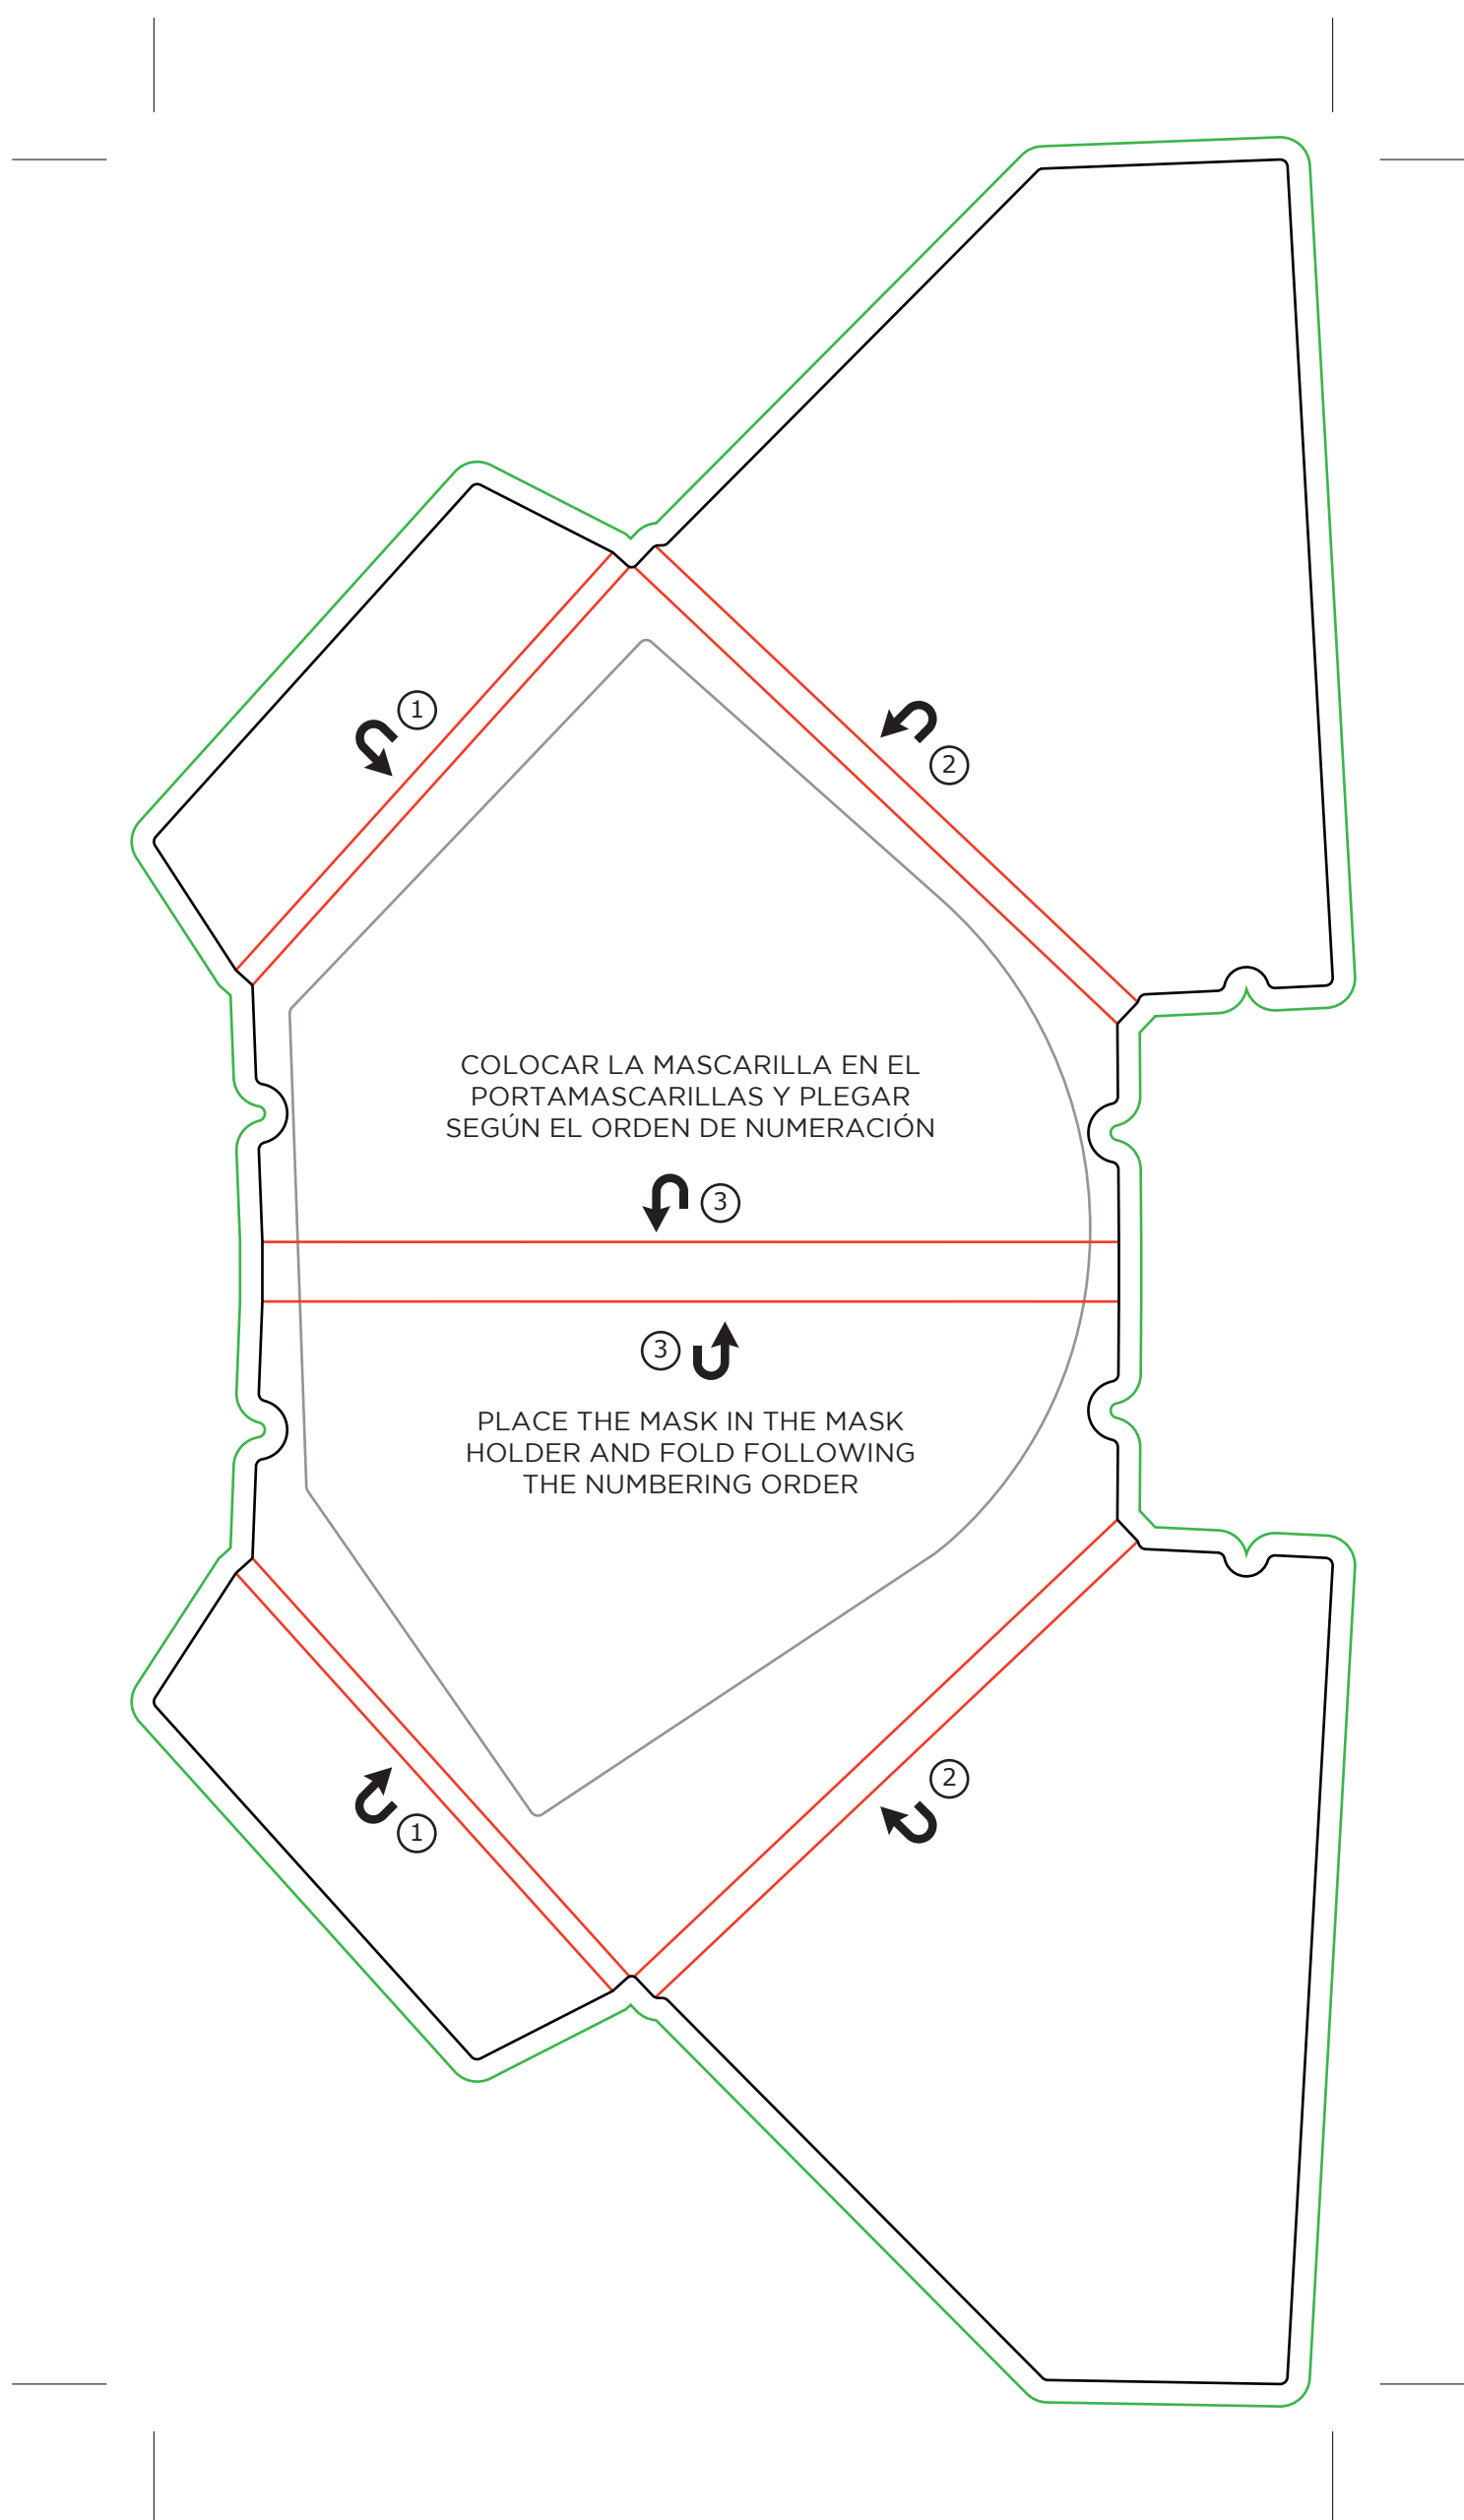 1
2
COLOCAR LA MASCARILLA EN EL
PORTAMASCARILLAS Y PLEGAR
SEGÚN EL ORDEN DE NUMERACIÓN
3
3
PLACE THE MASK IN THE MASK
HOLDER AND FOLD FOLLOWING
THE NUMBERING ORDER
2
1